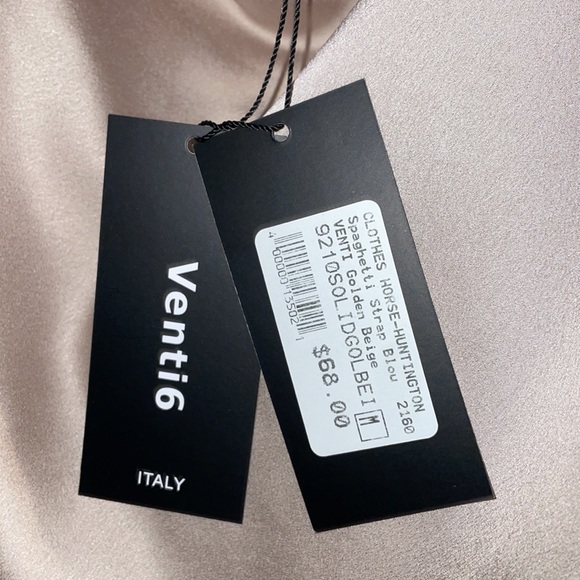 Venti6
ITALY
CLOTHES HORSE-HUNTINGTON
Spaghetti Strap Blou 2160
VENTI Golden Beige
9210SOLIDGOLBEI M
$68.00